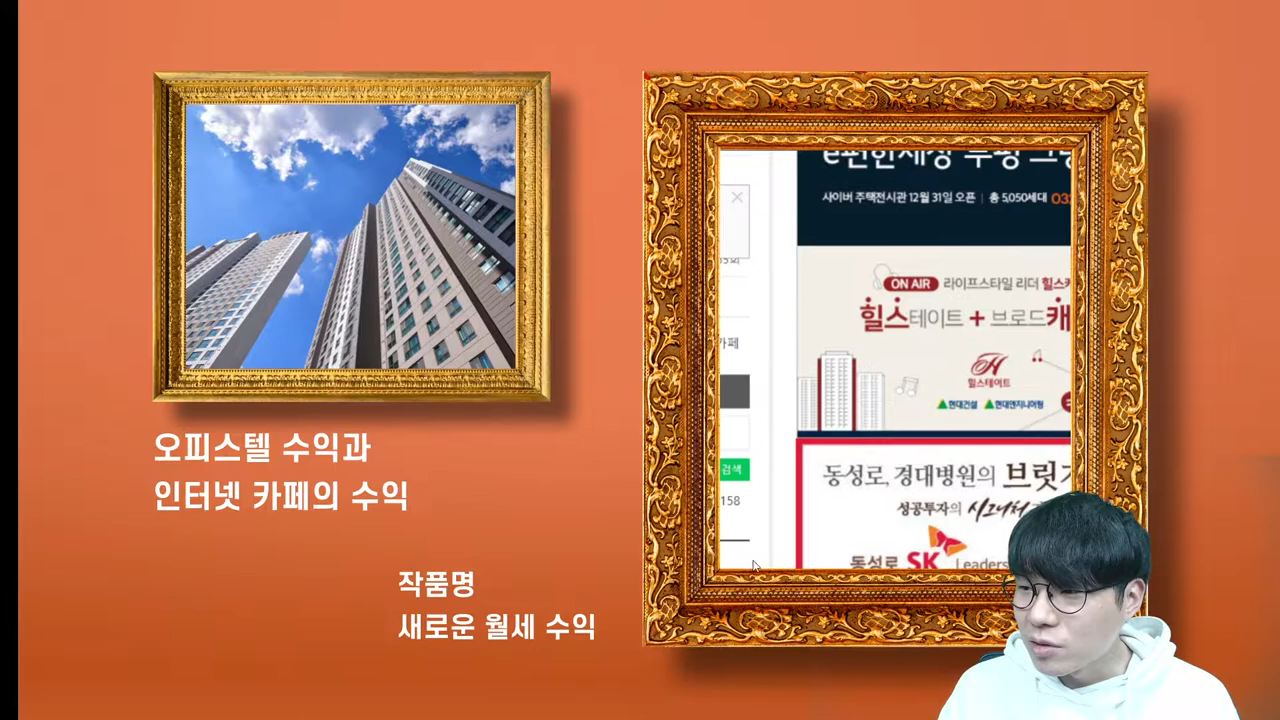 오피스텔 수익과
인터넷 카페의 수익
작품명
새로운 월세 수익
사이버 주택전시관 12월 31일 오픈 | 총 5,050세대
ON AIR 라이프스타일 리더
힐스테이트 + 브로드
힐스테이트
현대건설 현대엔지니어링
카페
검색
158
동성로, 경대병원의
성공투자의 시그니처
동성로 SK